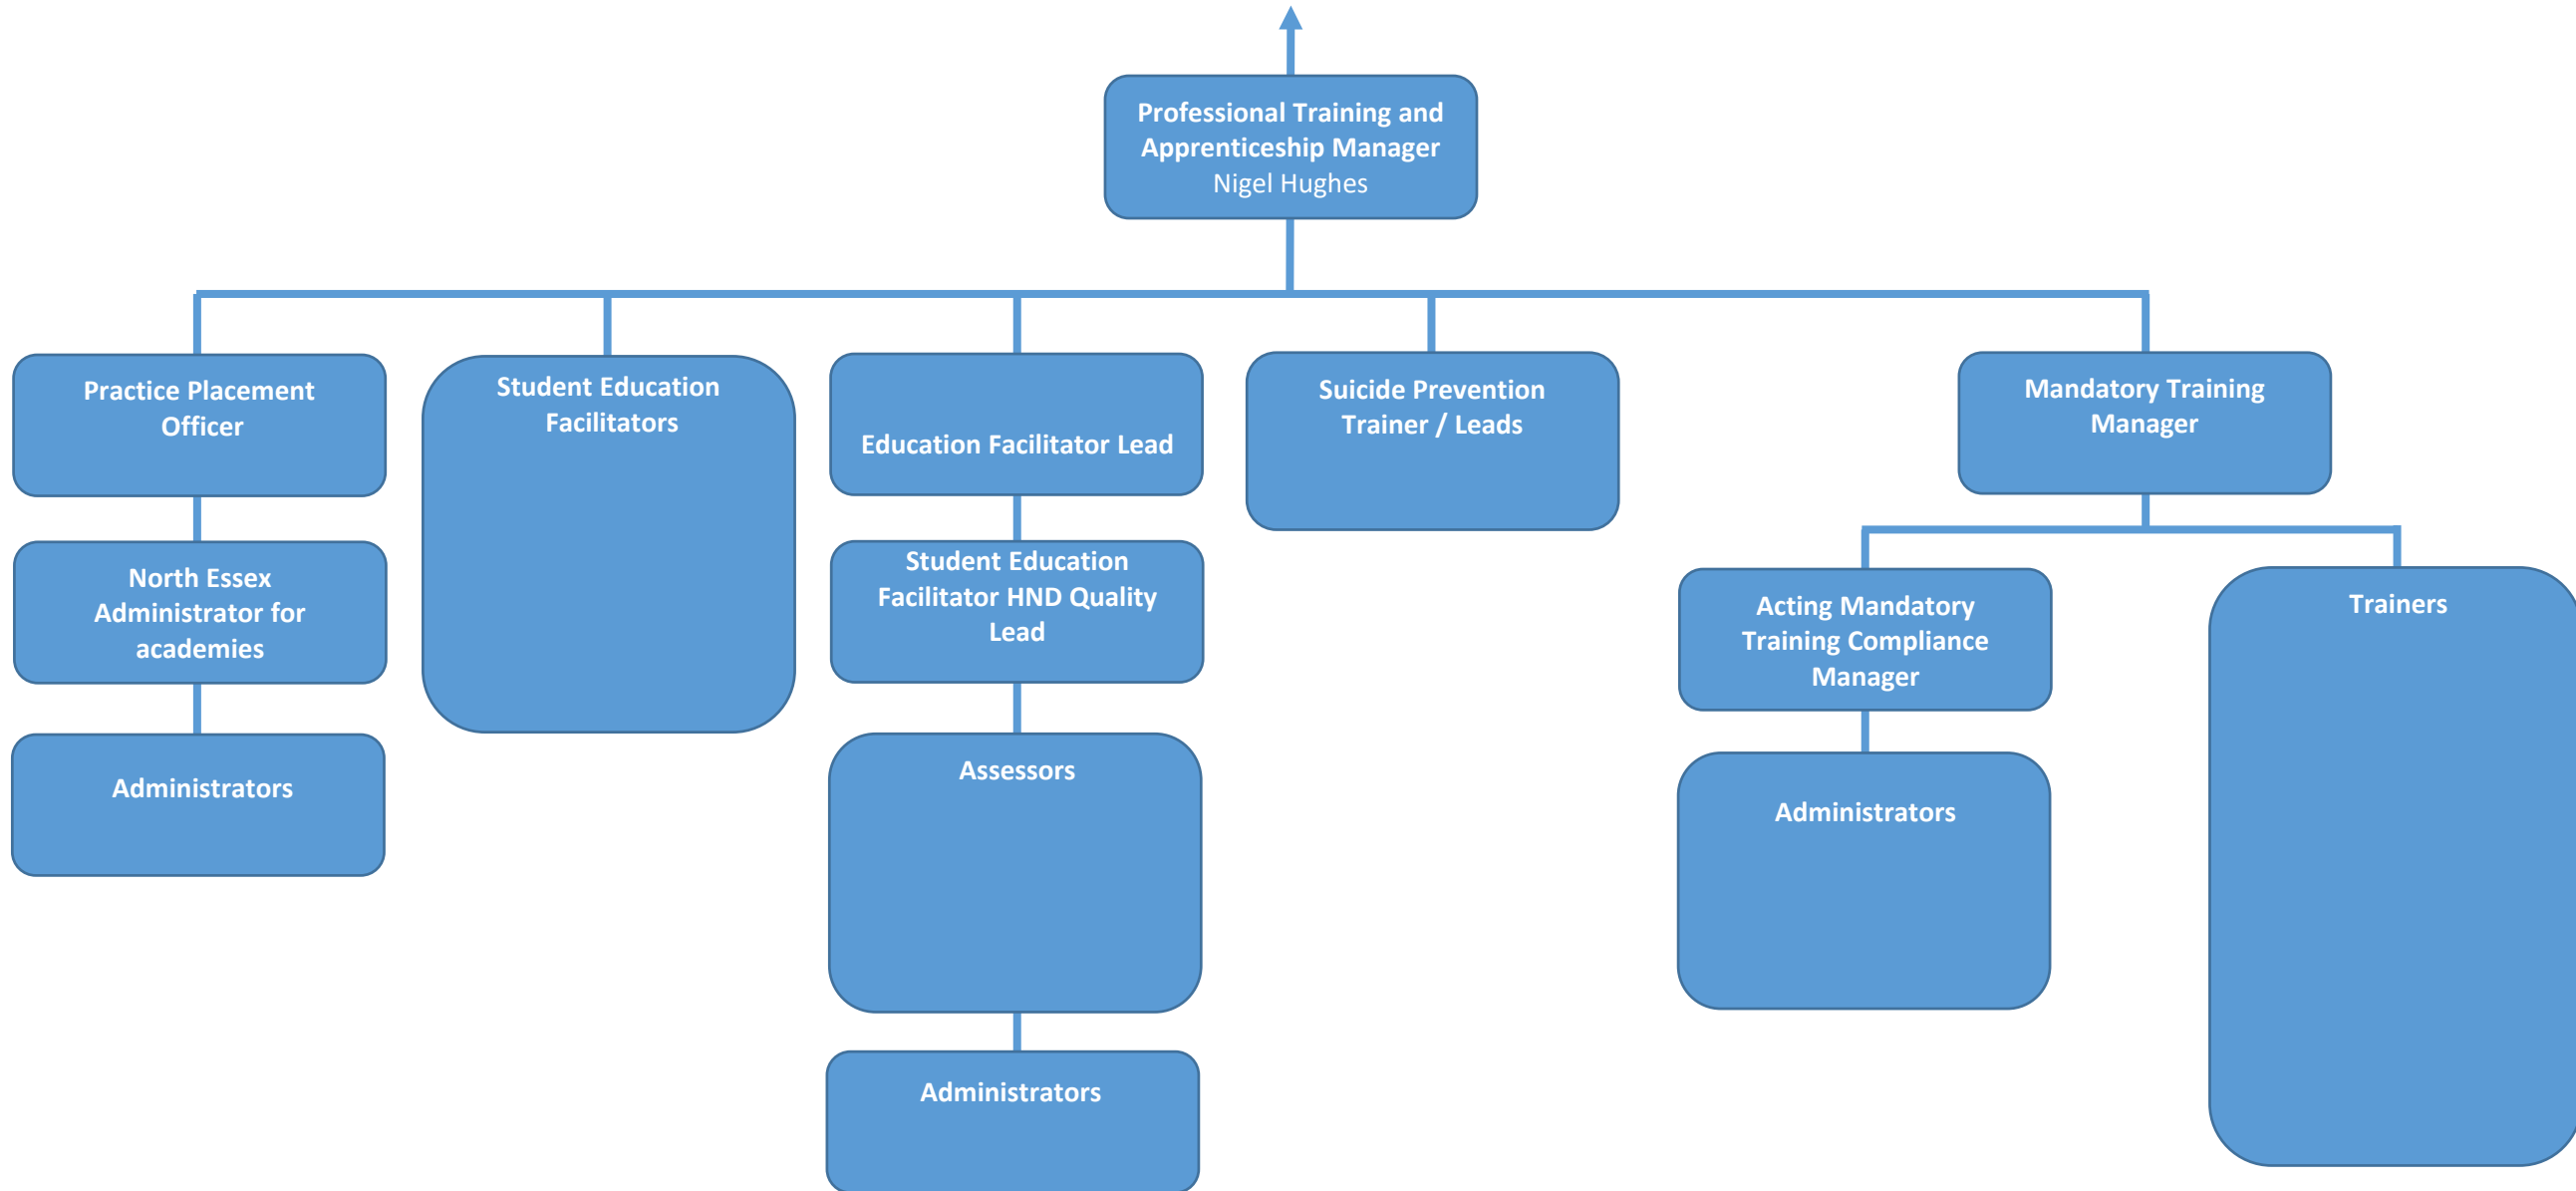 Professional Training and
Apprenticeship Manager
Nigel Hughes
Practice Placement
Officer
Student Education
Facilitators
Education Facilitator Lead
Suicide Prevention
Trainer / Leads
Mandatory Training
Manager
North Essex
Administrator for
academies
Student Education
Facilitator HND Quality
Lead
Acting Mandatory
Training Compliance
Manager
Trainers
Administrators
Assessors
Administrators
Administrators